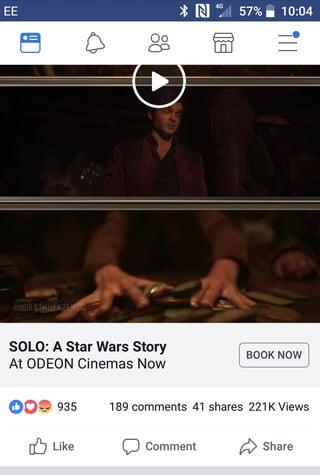 EE 4G 57% 10:04
SOLO: A Star Wars Story
At ODEON Cinemas Now
BOOK NOW
935 189 comments 41 shares 221K Views
Like Comment Share